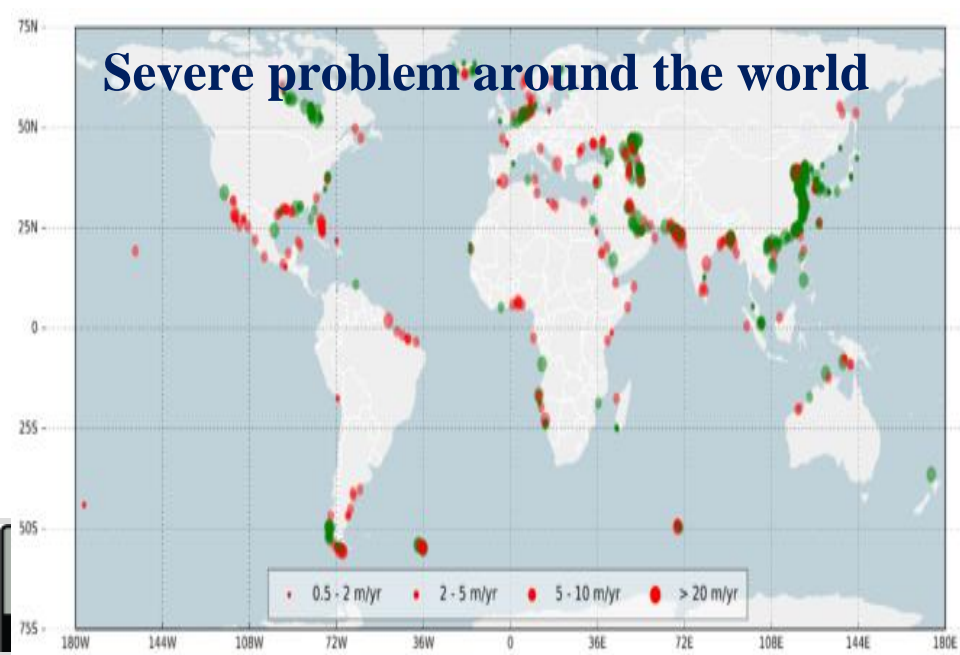 75N
Severe problem around the world
50N
25N
0
25S
50S
0.5 - 2 m/yr 2 - 5 m/yr 5 - 10 m/yr > 20 m/yr
75S
180W 144W 108W 72W 36W 0 36E 72E 108E 144E 180E